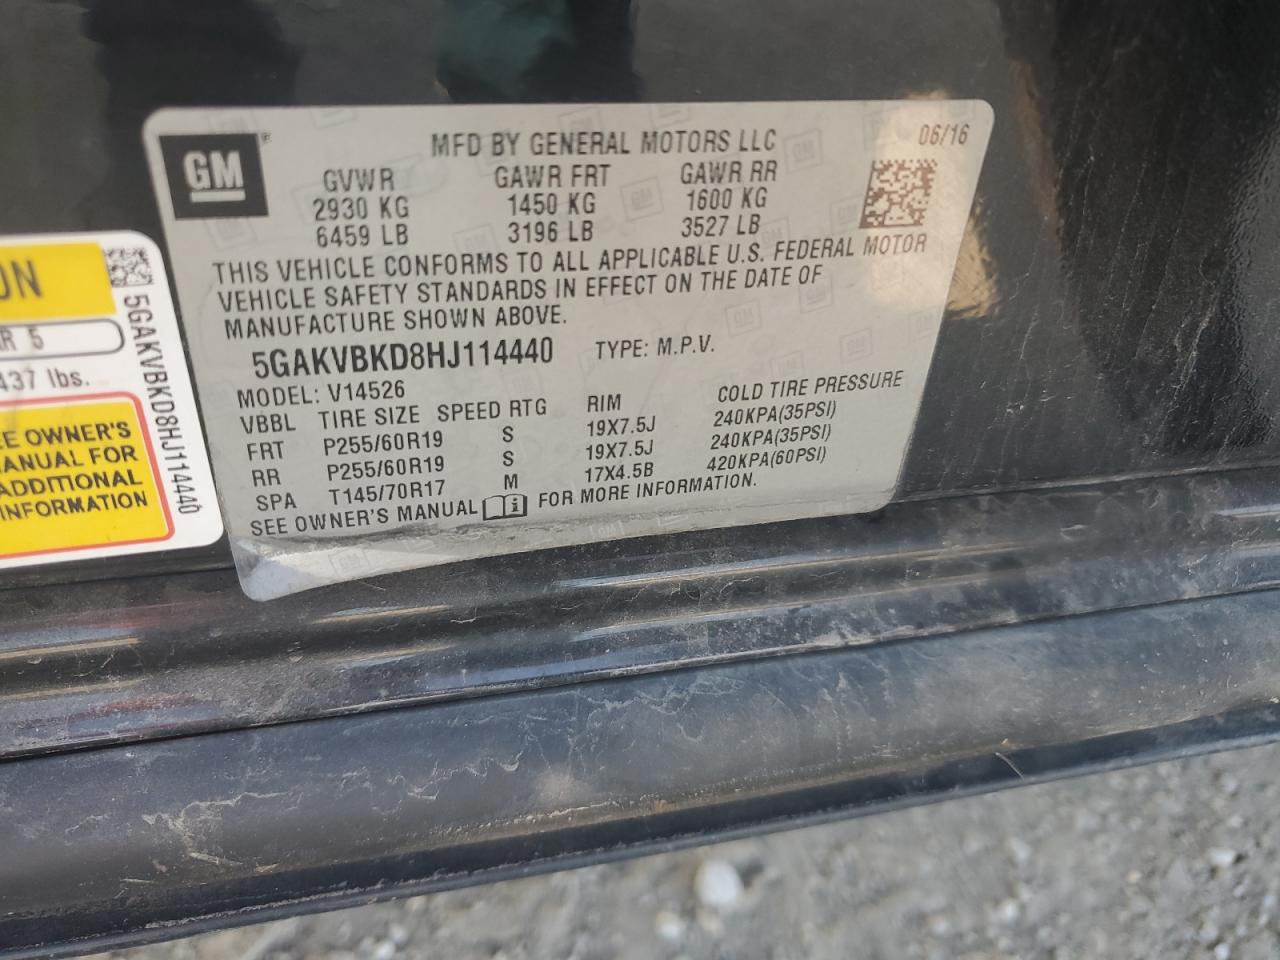 GM
MFD BY GENERAL MOTORS LLC
06/16
GVWR GAWR FRT GAWR RR
2930 KG 1450 KG 1600 KG
6459 LB 3196 LB 3527 LB
THIS VEHICLE CONFORMS TO ALL APPLICABLE U.S. FEDERAL MOTOR
VEHICLE SAFETY STANDARDS IN EFFECT ON THE DATE OF
MANUFACTURE SHOWN ABOVE.
5GAKVBKD8HJ114440 TYPE: M.P.V.
MODEL: V14526
VBBL TIRE SIZE SPEED RTG RIM COLD TIRE PRESSURE
FRT P255/60R19 S 19X7.5J 240KPA(35PSI)
RR P255/60R19 S 19X7.5J 240KPA(35PSI)
SPA T145/70R17 M 17X4.5B 420KPA(60PSI)
SEE OWNER'S MANUAL FOR MORE INFORMATION.
ON
R 5
437 lbs.
EE OWNER'S
MANUAL FOR
ADDITIONAL
INFORMATION
5GAKVBKD8HJ114440